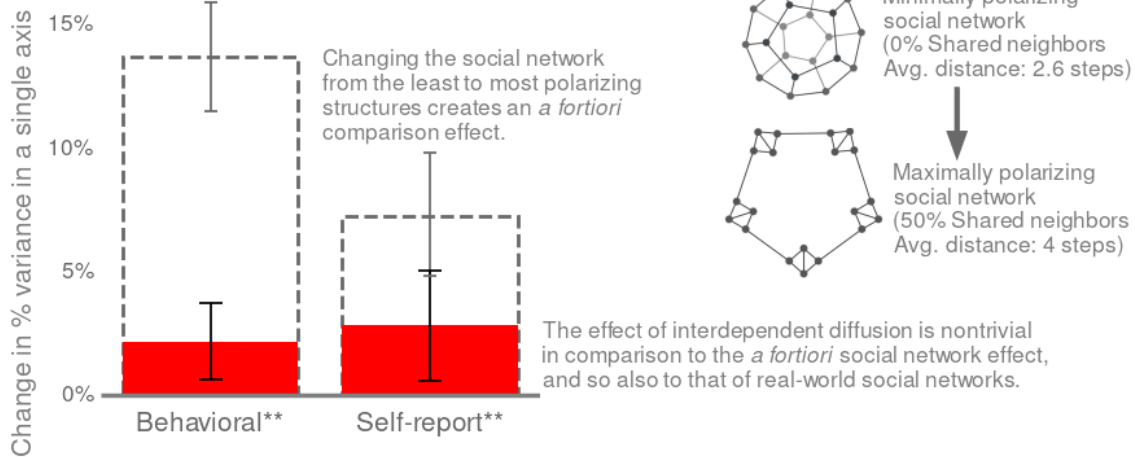 Change in % variance in a single axis
15%
10%
5%
0%
Behavioral**
Self-report**
Changing the social network
from the least to most polarizing
structures creates an a fortiori
comparison effect.
Minimally polarizing
social network
(0% Shared neighbors
Avg. distance: 2.6 steps)
Maximally polarizing
social network
(50% Shared neighbors
Avg. distance: 4 steps)
The effect of interdependent diffusion is nontrivial
in comparison to the a fortiori social network effect,
and so also to that of real-world social networks.